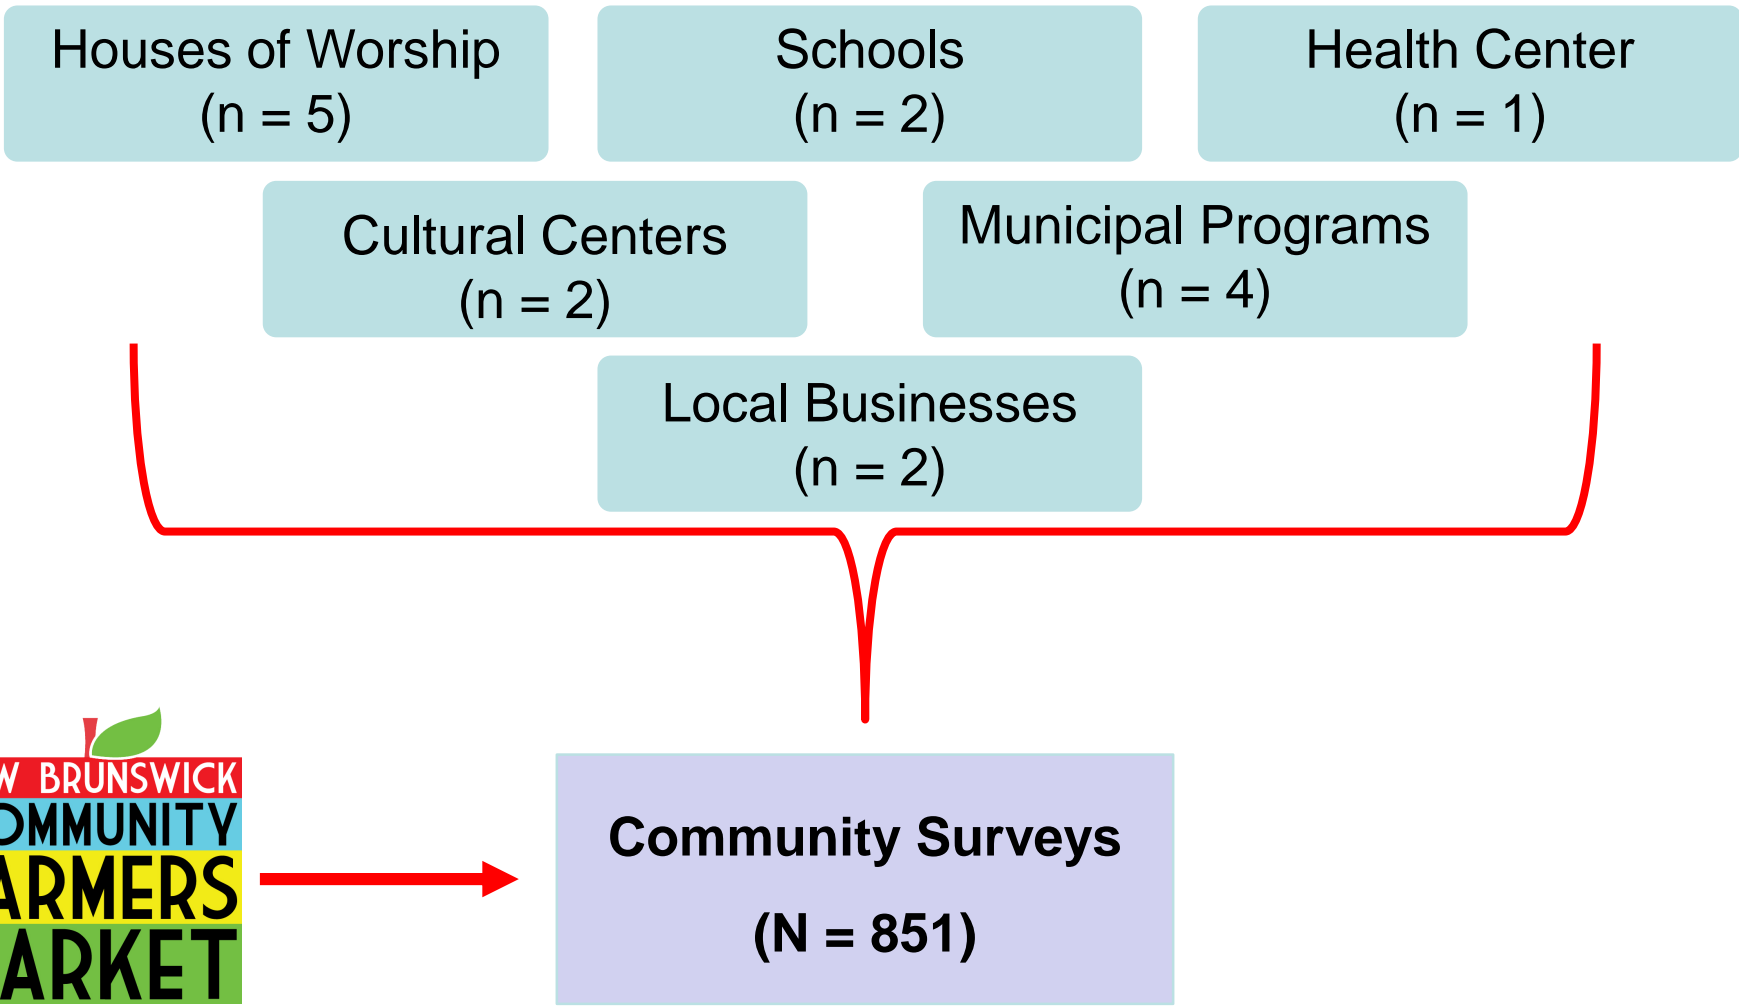 Houses of Worship
(n = 5)
Schools
(n = 2)
Health Center
(n = 1)
Cultural Centers
(n = 2)
Municipal Programs
(n = 4)
Local Businesses
(n = 2)
W BRUNSWICK
OMMUNITY
ARMERS
ARKET
Community Surveys
(N = 851)